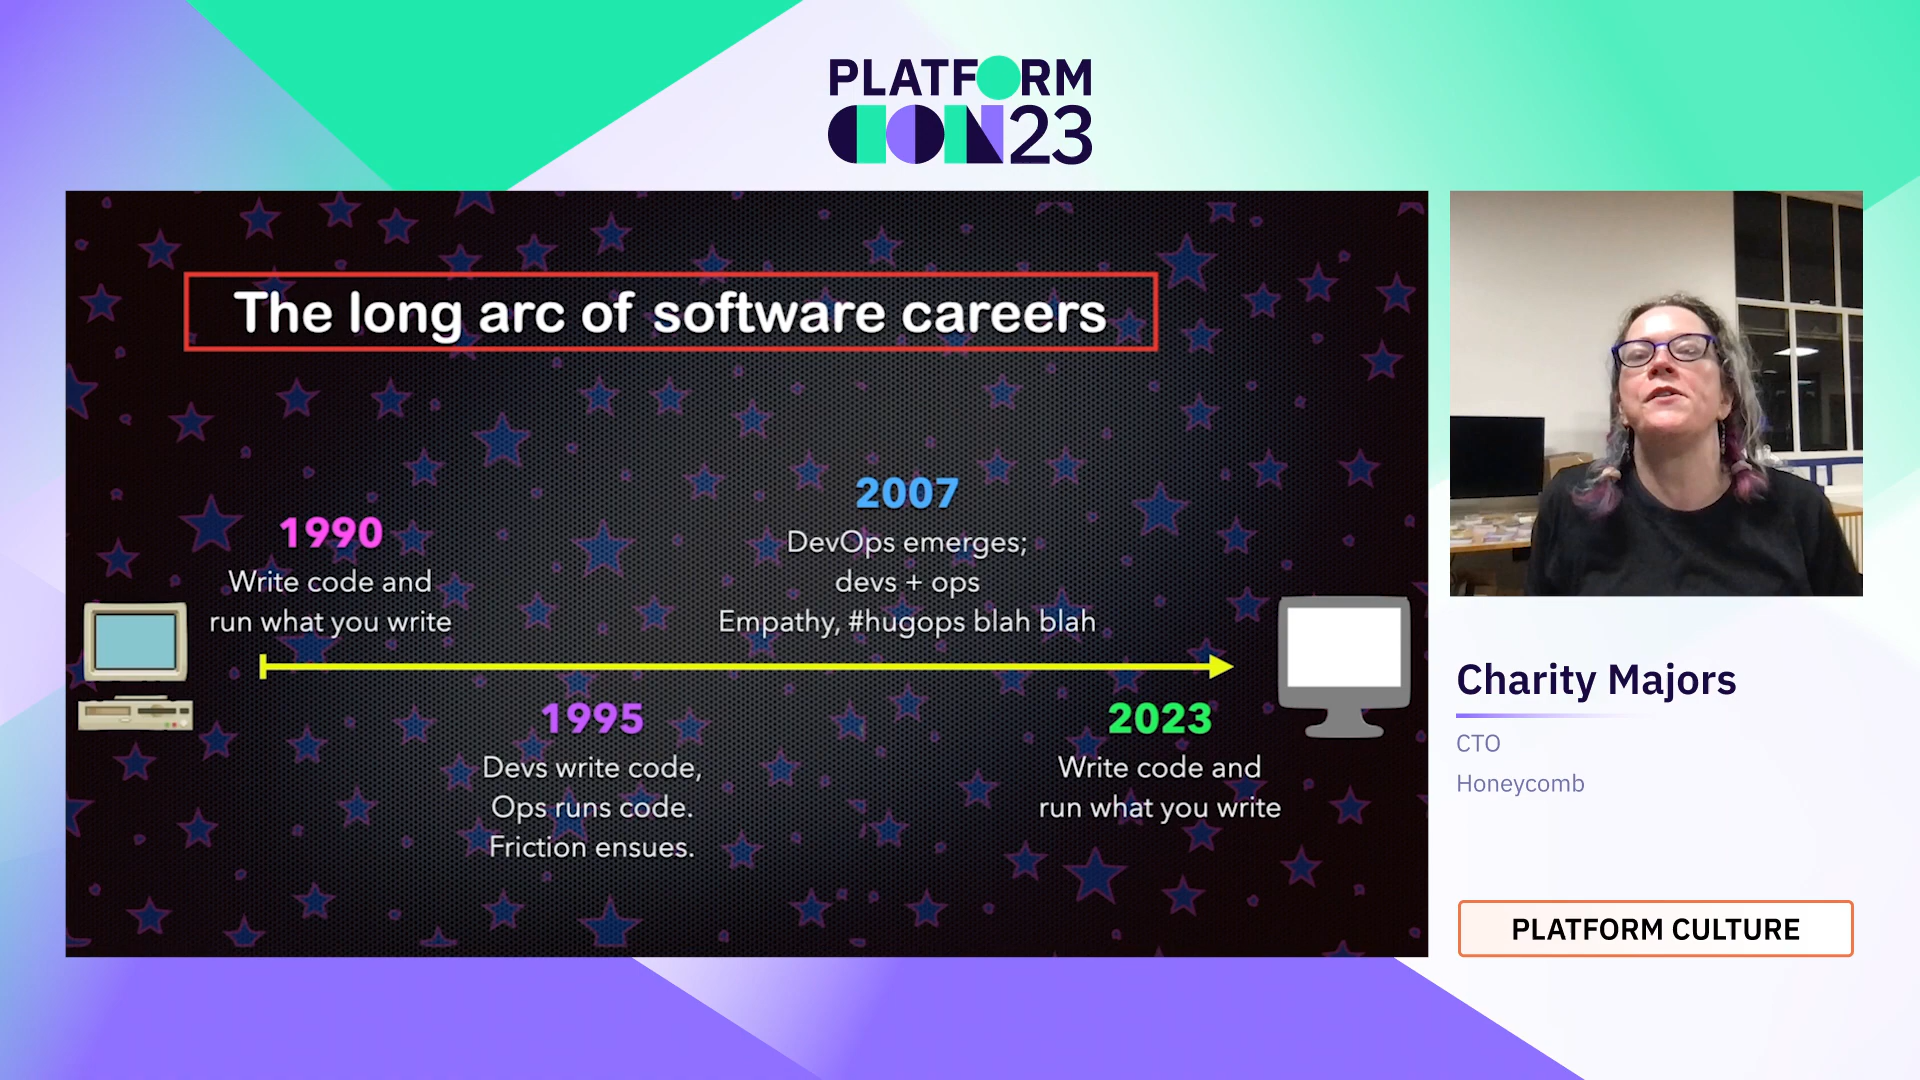 PLATFORM
CON23
The long arc of software careers
1990
Write code and
run what you write
2007
DevOps emerges;
devs + ops
Empathy, #hugops blah blah
1995
Devs write code,
Ops runs code.
Friction ensues.
2023
Write code and
run what you write
Charity Majors
CTO
Honeycomb
PLATFORM CULTURE